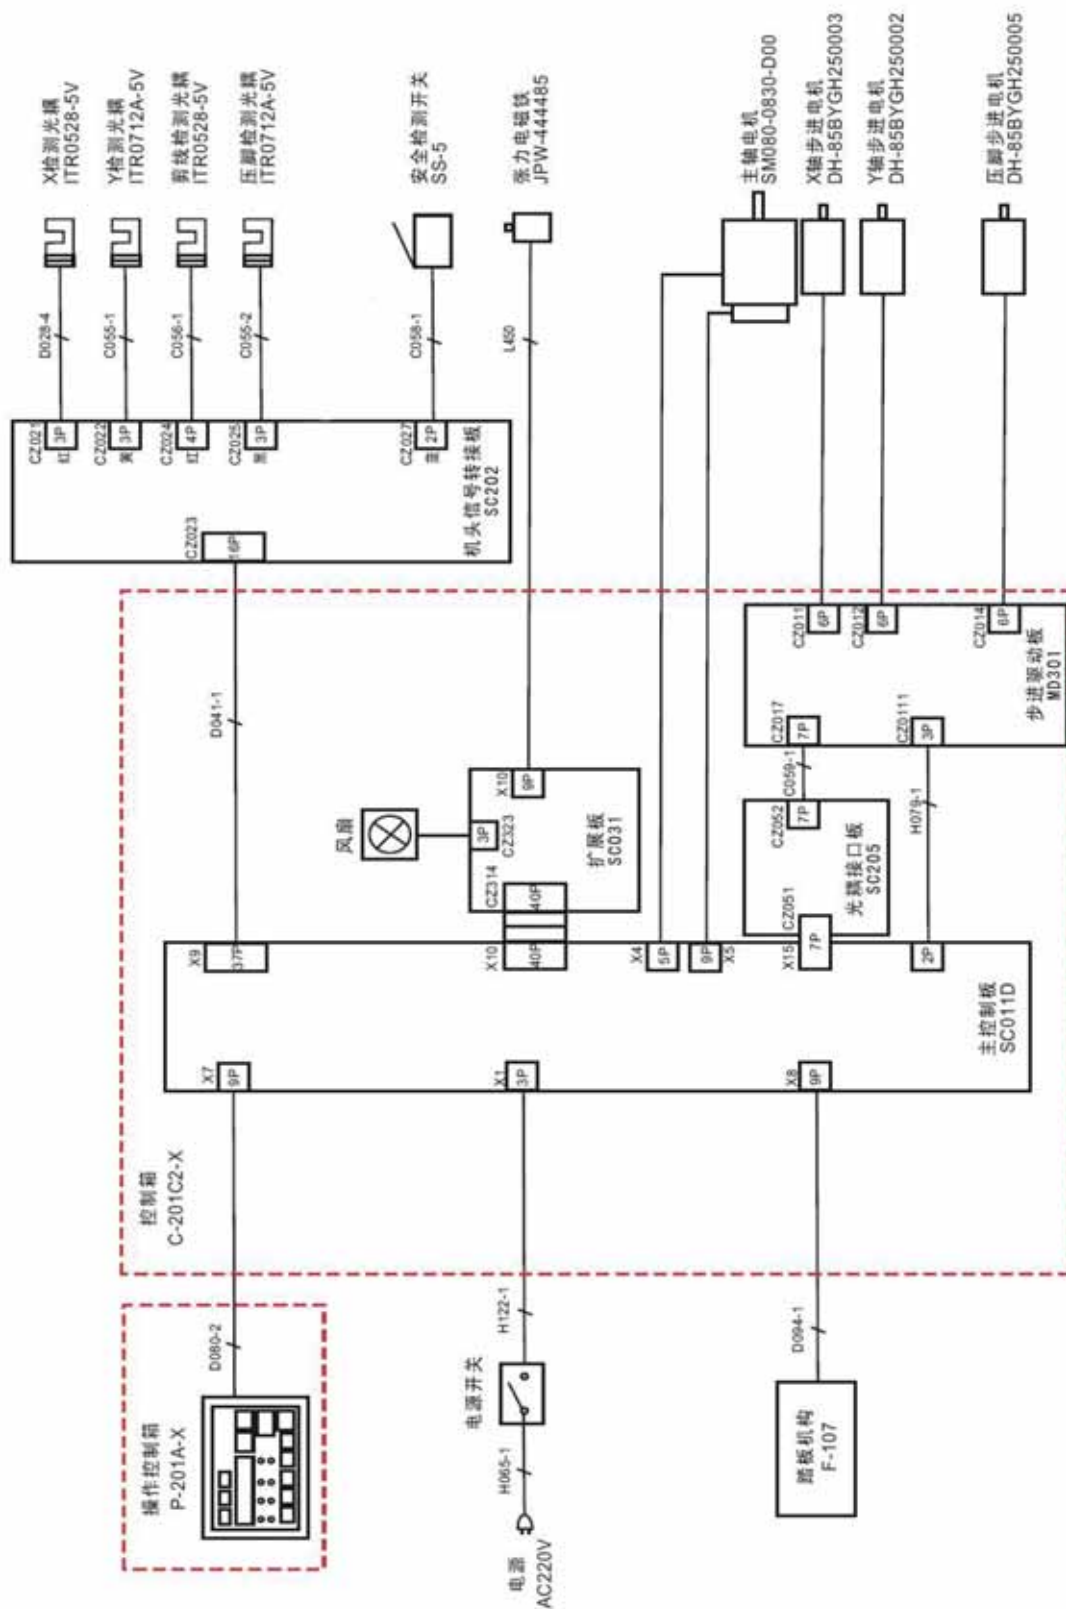 X检测光耦
ITR0528-5V
Y检测光耦
ITR0712A-5V
剪线检测光耦
ITR0528-5V
压脚检测光耦
ITR0712A-5V
安全检测开关
SS-5
张力电磁铁
JPW-444485
主轴电机
SM080-0830-D00
X轴步进电机
DH-85BYGH250003
Y轴步进电机
DH-85BYGH250002
压脚步进电机
DH-85BYGH250005
D028-4
C055-1
C056-1
C055-2
C058-1
L450
CZ021
3P
红
CZ022
3P
黄
CZ024
4P
红
CZ025
3P
黑
CZ027
2P
蓝
CZ023
16P
机头信号转接板
SC202
D041-1
CZ011
6P
CZ012
6P
CZ014
6P
CZ017
7P
CZ0111
3P
步进驱动板
MD301
C059-1
H079-1
风扇
X10
9P
3P
CZ323
CZ314
40P
扩展板
SC031
CZ052
7P
CZ051
光耦接口板
SC205
X9
37P
X10
40P
X4
5P
9P
X5
X15
7P
2P
X7
9P
X1
3P
X8
9P
主控制板
SC011D
控制箱
C-201C2-X
D080-2
H122-1
D094-1
操作控制箱
P-201A-X
电源开关
H065-1
电源
AC220V
踏板机构
F-107